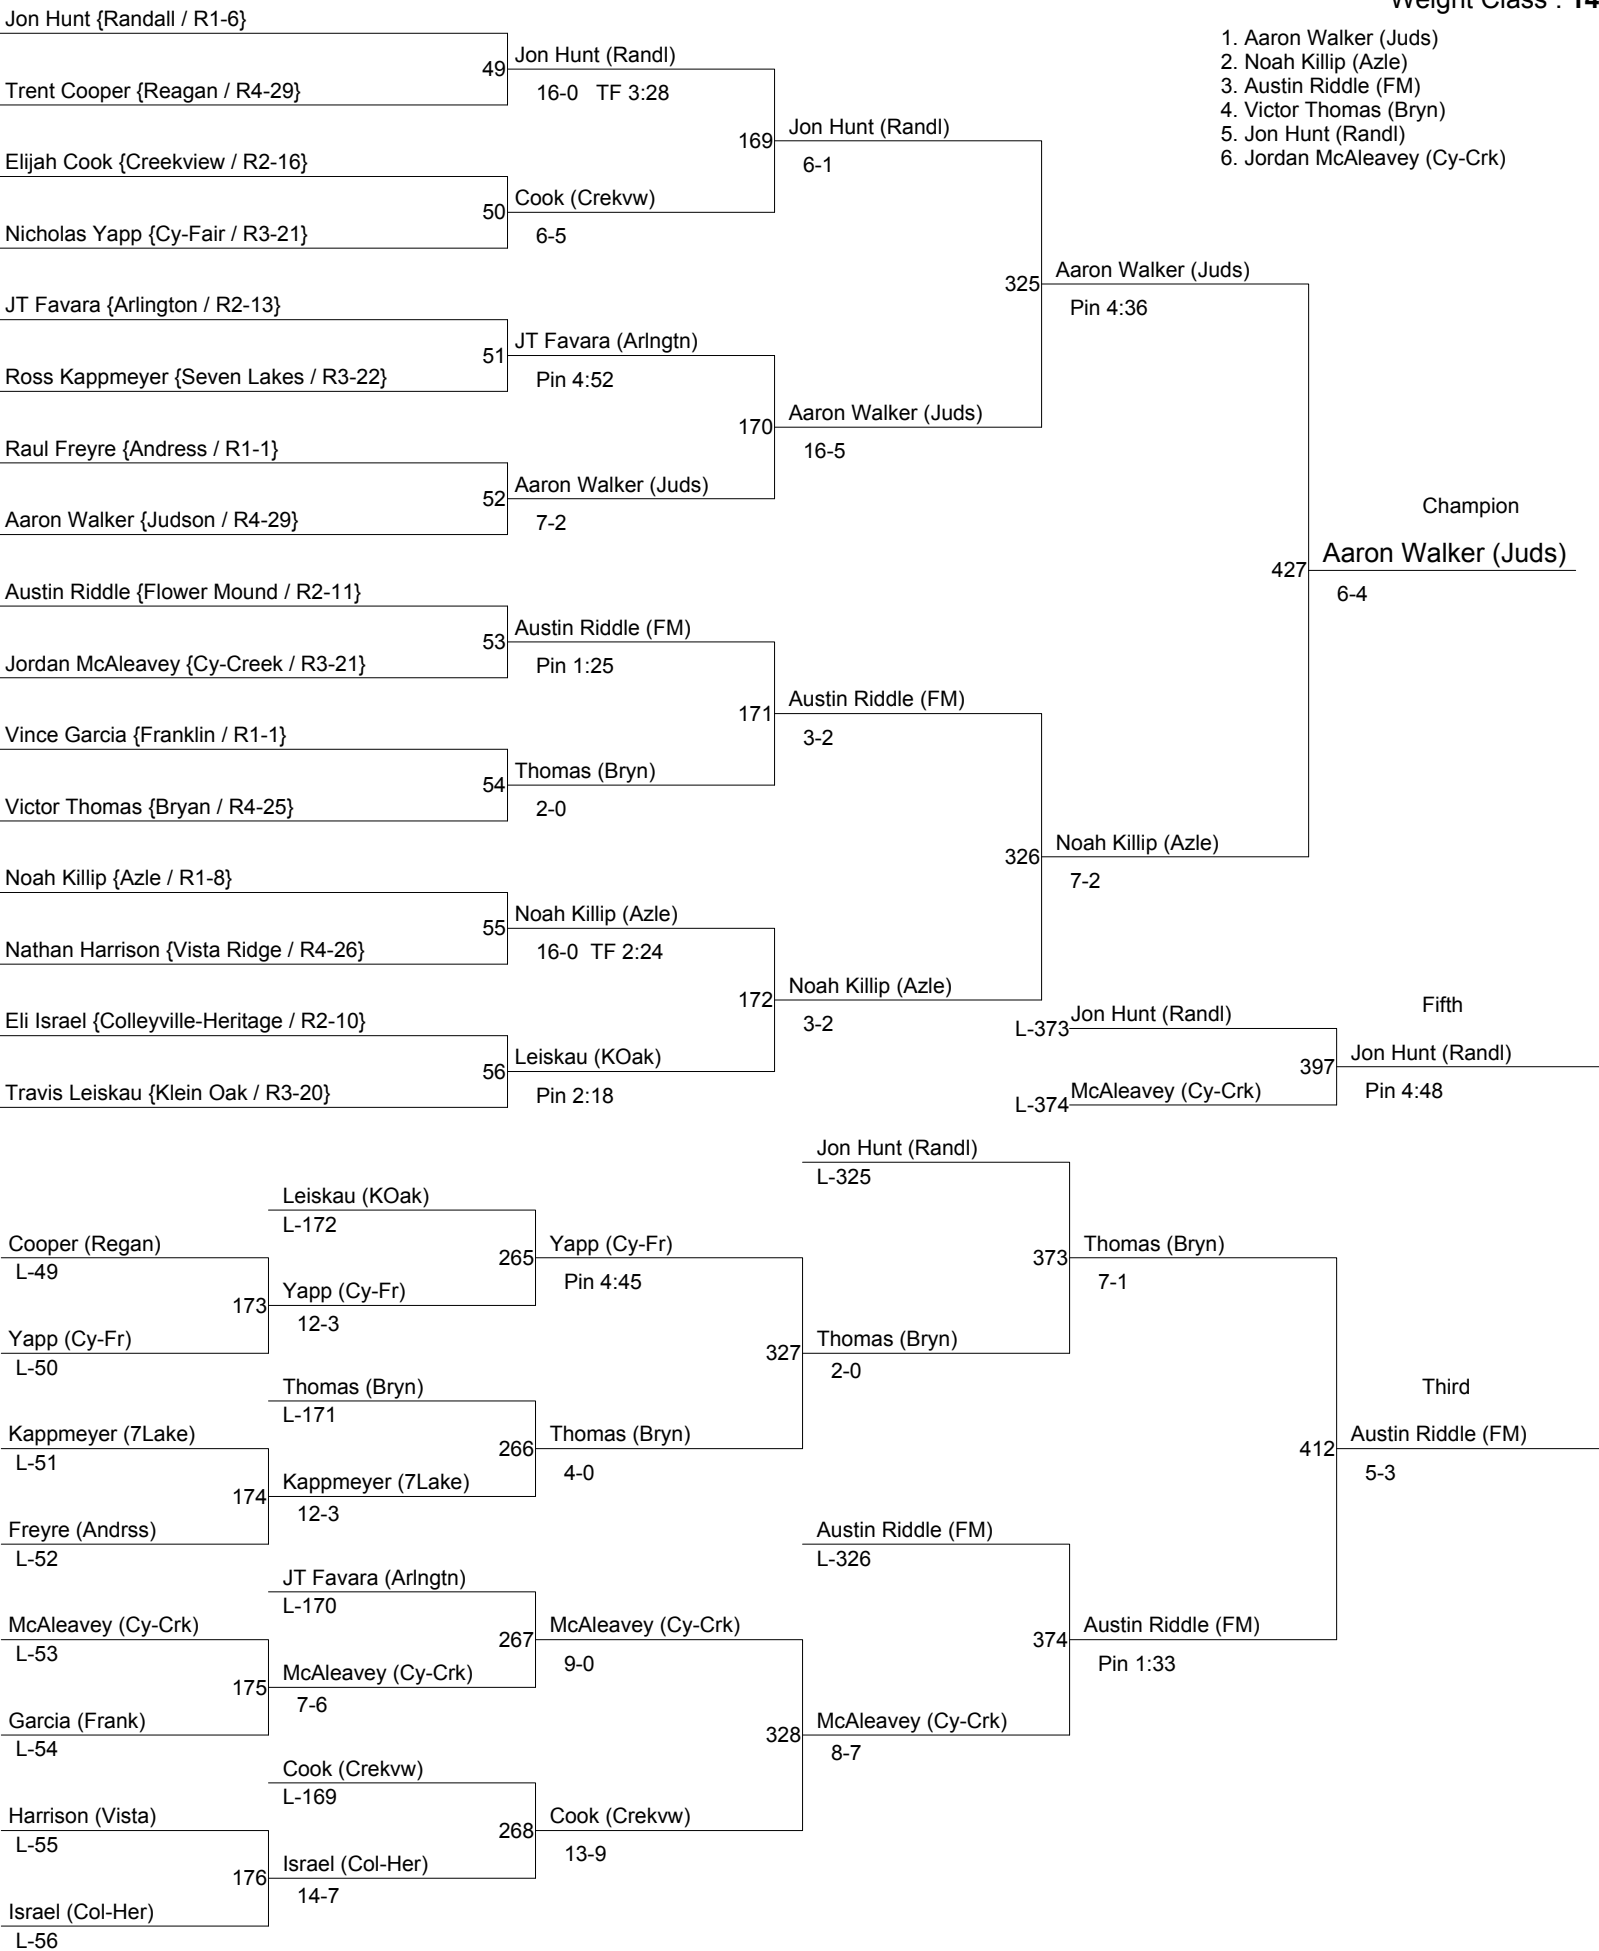 Weight Class : 14
1. Aaron Walker (Juds)
2. Noah Killip (Azle)
3. Austin Riddle (FM)
4. Victor Thomas (Bryn)
5. Jon Hunt (Randl)
6. Jordan McAleavey (Cy-Crk)
Jon Hunt {Randall / R1-6}
49 Jon Hunt (Randl)
Trent Cooper {Reagan / R4-29}
16-0 TF 3:28
169 Jon Hunt (Randl)
6-1
Elijah Cook {Creekview / R2-16}
50 Cook (Crekvw)
Nicholas Yapp {Cy-Fair / R3-21}
6-5
325 Aaron Walker (Juds)
Pin 4:36
JT Favara {Arlington / R2-13}
51 JT Favara (Arlngtn)
Ross Kappmeyer {Seven Lakes / R3-22}
Pin 4:52
170 Aaron Walker (Juds)
16-5
Raul Freyre {Andress / R1-1}
52 Aaron Walker (Juds)
Aaron Walker {Judson / R4-29}
7-2
Champion
427 Aaron Walker (Juds)
6-4
Austin Riddle {Flower Mound / R2-11}
53 Austin Riddle (FM)
Jordan McAleavey {Cy-Creek / R3-21}
Pin 1:25
171 Austin Riddle (FM)
3-2
Vince Garcia {Franklin / R1-1}
54 Thomas (Bryn)
Victor Thomas {Bryan / R4-25}
2-0
326 Noah Killip (Azle)
7-2
Noah Killip {Azle / R1-8}
55 Noah Killip (Azle)
Nathan Harrison {Vista Ridge / R4-26}
16-0 TF 2:24
172 Noah Killip (Azle)
3-2
Eli Israel {Colleyville-Heritage / R2-10}
56 Leiskau (KOak)
Travis Leiskau {Klein Oak / R3-20}
Pin 2:18
Fifth
L-373 Jon Hunt (Randl)
397 Jon Hunt (Randl)
L-374 McAleavey (Cy-Crk)
Pin 4:48
Jon Hunt (Randl)
L-325
Leiskau (KOak)
L-172
Cooper (Regan)
L-49
265 Yapp (Cy-Fr)
Pin 4:45
373 Thomas (Bryn)
7-1
173 Yapp (Cy-Fr)
12-3
Yapp (Cy-Fr)
L-50
327 Thomas (Bryn)
2-0
Thomas (Bryn)
L-171
Third
Kappmeyer (7Lake)
L-51
266 Thomas (Bryn)
4-0
412 Austin Riddle (FM)
5-3
174 Kappmeyer (7Lake)
12-3
Freyre (Andrss)
L-52
Austin Riddle (FM)
L-326
JT Favara (Arlngtn)
L-170
McAleavey (Cy-Crk)
L-53
267 McAleavey (Cy-Crk)
9-0
374 Austin Riddle (FM)
Pin 1:33
175 McAleavey (Cy-Crk)
7-6
Garcia (Frank)
L-54
328 McAleavey (Cy-Crk)
8-7
Cook (Crekvw)
L-169
Harrison (Vista)
L-55
268 Cook (Crekvw)
13-9
176 Israel (Col-Her)
14-7
Israel (Col-Her)
L-56